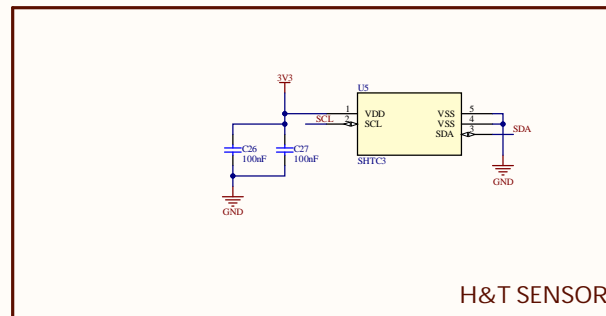 3V3
U5
1 VDD VSS 5
SCL 2 SCL VSS 4
SDA 3 SDA
C26 C27
100nF 100nF
SHTC3
GND
GND
H&T SENSOR